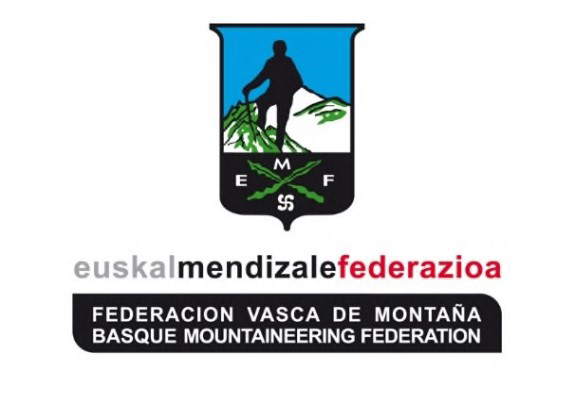 M
E F
euskalmendizalefederazioa
FEDERACION VASCA DE MONTAÑA
BASQUE MOUNTAINEERING FEDERATION